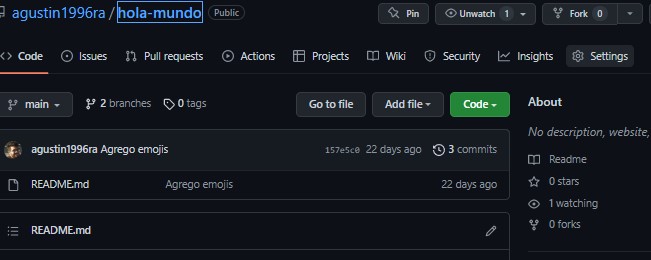 agustin1996ra / hola-mundo Public Pin Unwatch 1 Fork 0
Code Issues Pull requests Actions Projects Wiki Security Insights Settings
main 2 branches 0 tags Go to file Add file Code
About
No description, website,
agustin1996ra Agrego emojis 157e5c0 22 days ago 3 commits
README.md Agrego emojis 22 days ago
Readme
0 stars
1 watching
0 forks
README.md